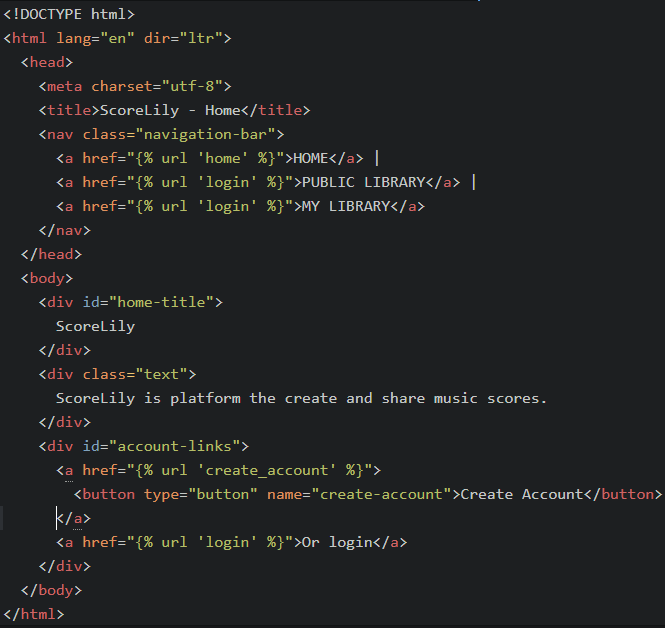 <!DOCTYPE html>
<html lang="en" dir="ltr">
  <head>
    <meta charset="utf-8">
    <title>ScoreLily - Home</title>
    <nav class="navigation-bar">
      <a href="{% url 'home' %}">HOME</a> |
      <a href="{% url 'login' %}">PUBLIC LIBRARY</a> |
      <a href="{% url 'login' %}">MY LIBRARY</a>
    </nav>
  </head>
  <body>
    <div id="home-title">
      ScoreLily
    </div>
    <div class="text">
      ScoreLily is platform the create and share music scores.
    </div>
    <div id="account-links">
      <a href="{% url 'create_account' %}">
        <button type="button" name="create-account">Create Account</button>
      </a>
      <a href="{% url 'login' %}">Or login</a>
    </div>
  </body>
</html>